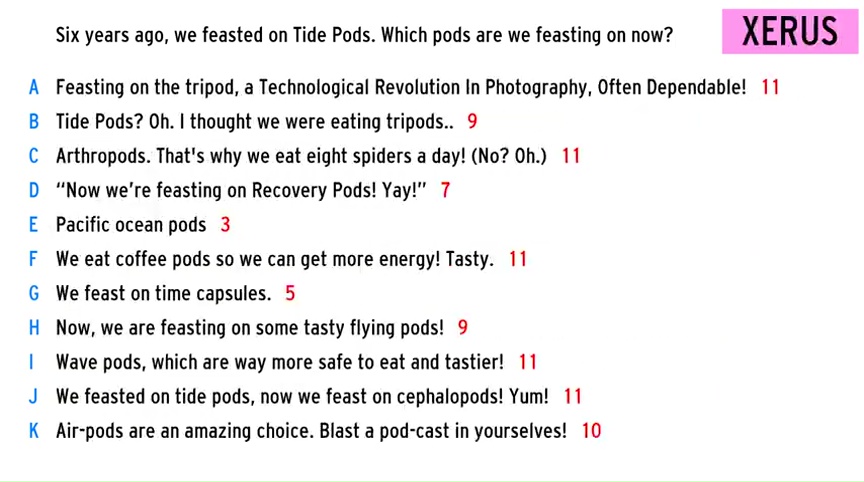 Six years ago, we feasted on Tide Pods. Which pods are we feasting on now?
XERUS
A Feasting on the tripod, a Technological Revolution In Photography, Often Dependable! 11
B Tide Pods? Oh. I thought we were eating tripods.. 9
C Arthropods. That's why we eat eight spiders a day! (No? Oh.) 11
D “Now we’re feasting on Recovery Pods! Yay!” 7
E Pacific ocean pods 3
F We eat coffee pods so we can get more energy! Tasty. 11
G We feast on time capsules. 5
H Now, we are feasting on some tasty flying pods! 9
I Wave pods, which are way more safe to eat and tastier! 11
J We feasted on tide pods, now we feast on cephalopods! Yum! 11
K Air-pods are an amazing choice. Blast a pod-cast in yourselves! 10